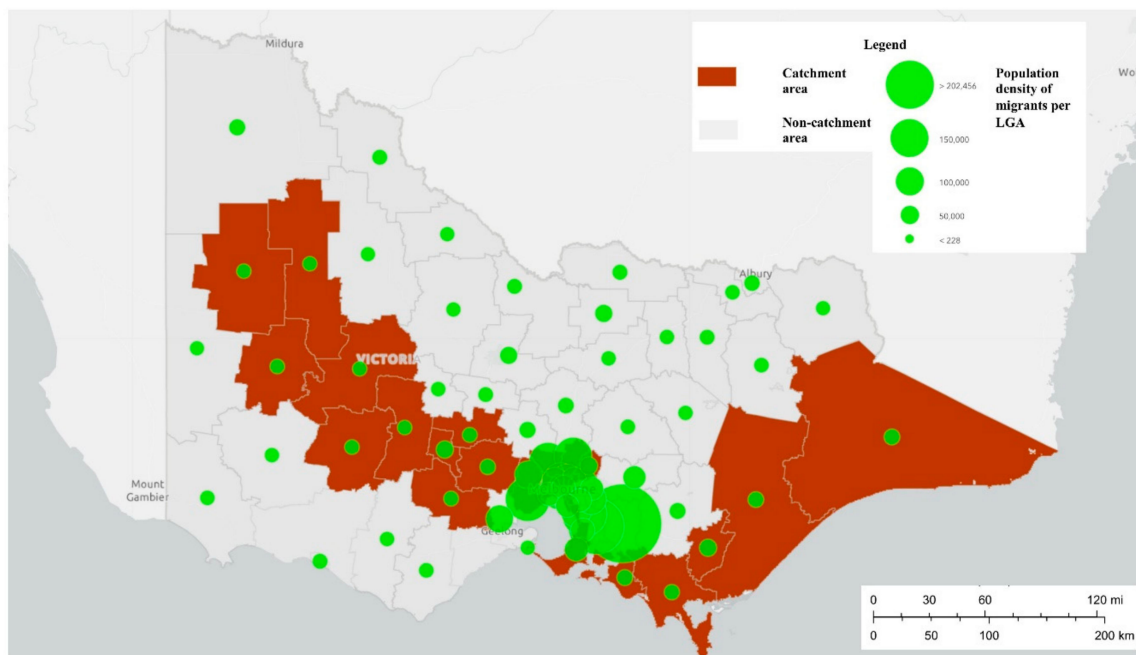 Mildura
Legend
Catchment
area
Non-catchment
area
> 202,456
150,000
100,000
50,000
< 228
Population
density of
migrants per
LGA
Wo
Albury
VICTORIA
Mount
Gambier
Geelong
0 30 60 120 mi
0 50 100 200 km